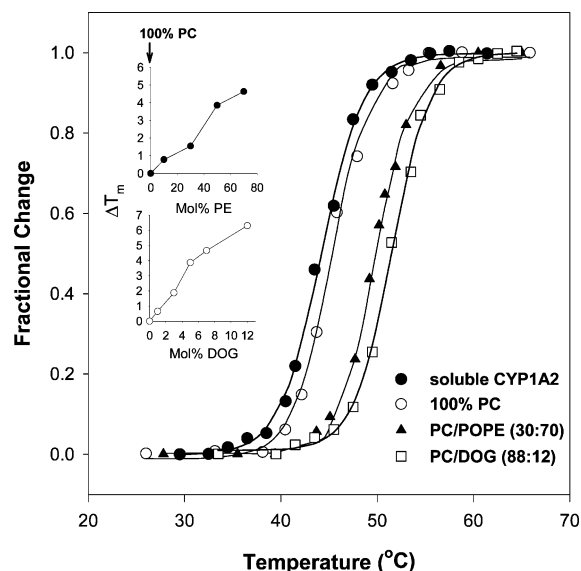 100% PC
6
5
4
3
2
1
0
0 20 40 60 80
Mol% PE
ΔTm
7
6
5
4
3
2
1
0
0 2 4 6 8 10 12
Mol% DOG
Fractional Change
1.0
0.8
0.6
0.4
0.2
0.0
soluble CYP1A2
100% PC
PC/POPE (30:70)
PC/DOG (88:12)
20 30 40 50 60 70
Temperature (°C)